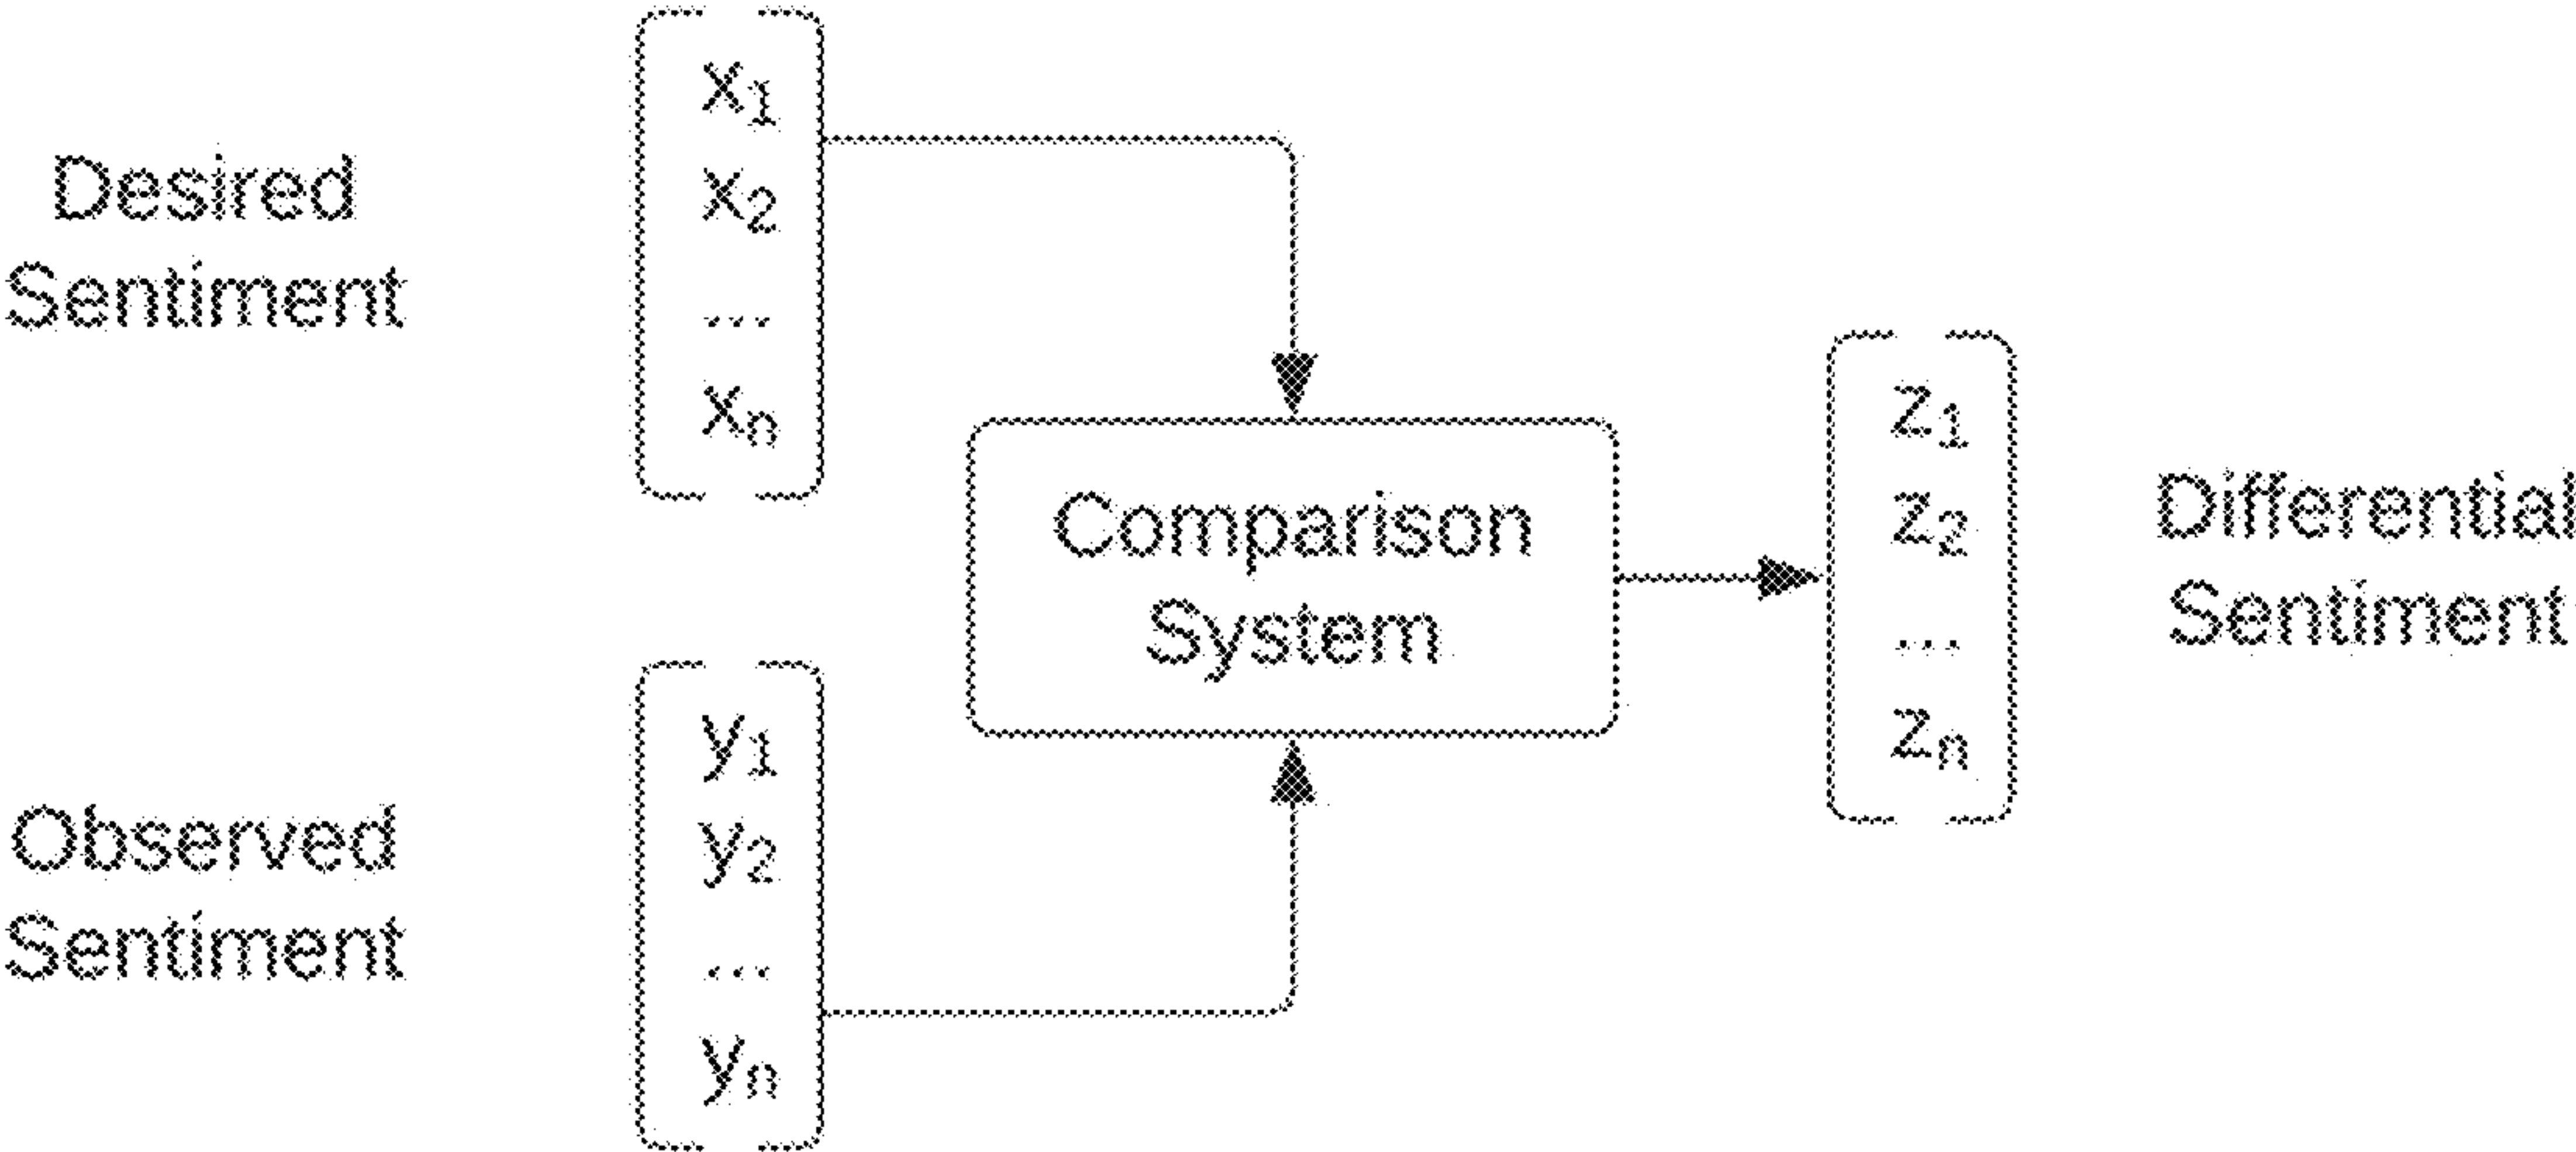 Desired
Sentiment
x₁
x₂
...
xₙ
Observed
Sentiment
y₁
y₂
...
yₙ
Comparison
System
z₁
z₂
...
zₙ
Differential
Sentiment